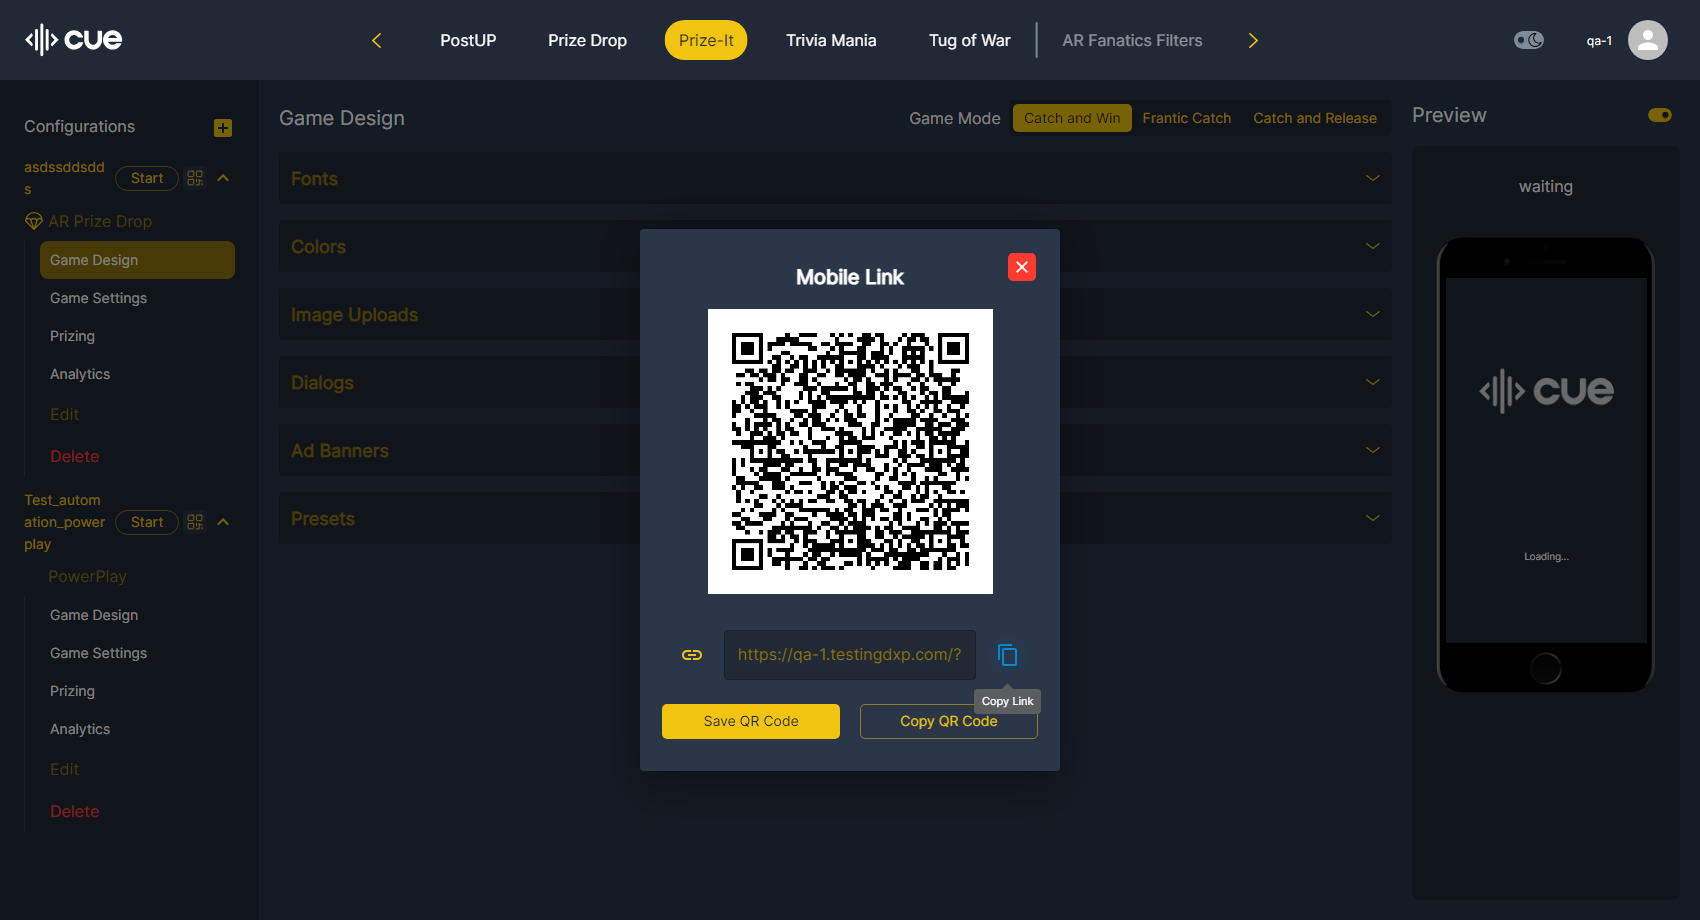 cue
PostUP
Prize Drop
Prize-It
Trivia Mania
Tug of War
AR Fanatics Filters
qa-1
Configurations
asdssddsdd
s
Start
AR Prize Drop
Game Design
Game Settings
Prizing
Analytics
Edit
Delete
Test_autom
ation_power
play
Start
PowerPlay
Game Design
Game Settings
Prizing
Analytics
Edit
Delete
Game Design
Game Mode
Catch and Win
Frantic Catch
Catch and Release
Fonts
Colors
Image Uploads
Dialogs
Ad Banners
Presets
Mobile Link
https://qa-1.testingdxp.com/?
Copy Link
Save QR Code
Copy QR Code
Preview
waiting
cue
Loading...